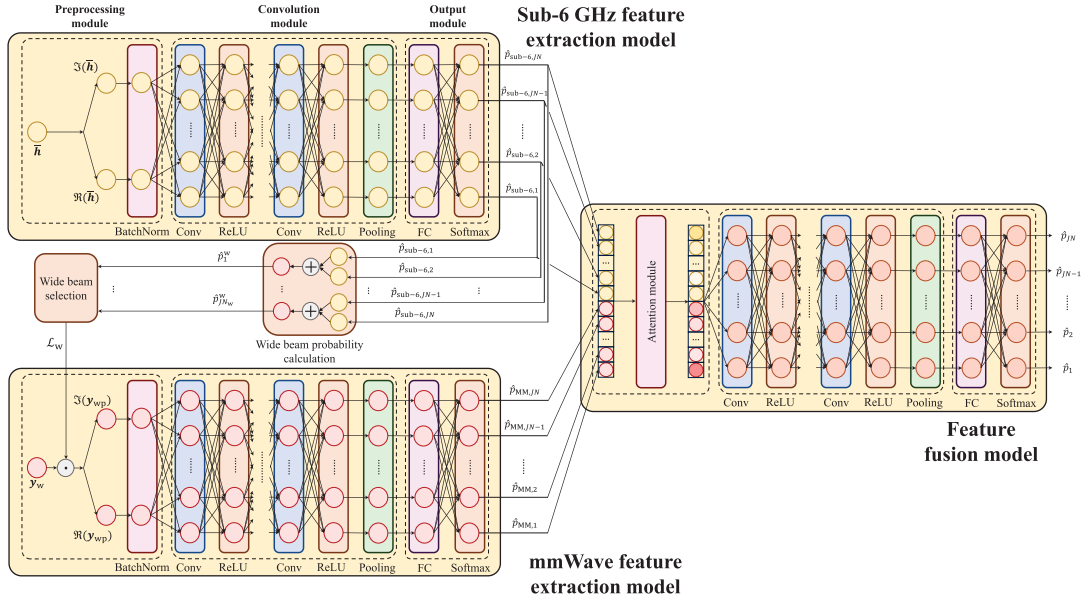 Preprocessing
module
Convolution
module
Output
module
Sub-6 GHz feature
extraction model
ℑ(h̅)
h̅
ℜ(h̅)
BatchNorm Conv ReLU Conv ReLU Pooling FC Softmax
p̂sub−6,JN
p̂sub−6,JN−1
p̂sub−6,2
p̂sub−6,1
Wide beam
selection
p̂₁ʷ
p̂ʷJNw
p̂sub−6,1
p̂sub−6,2
p̂sub−6,JN−1
p̂sub−6,JN
Wide beam probability
calculation
ℒw
ℑ(ywp)
yw
ℜ(ywp)
BatchNorm Conv ReLU Conv ReLU Pooling FC Softmax
p̂MM,JN
p̂MM,JN−1
p̂MM,2
p̂MM,1
mmWave feature
extraction model
Attention module
Conv ReLU Conv ReLU Pooling FC Softmax
p̂JN
p̂JN−1
p̂2
p̂1
Feature
fusion model